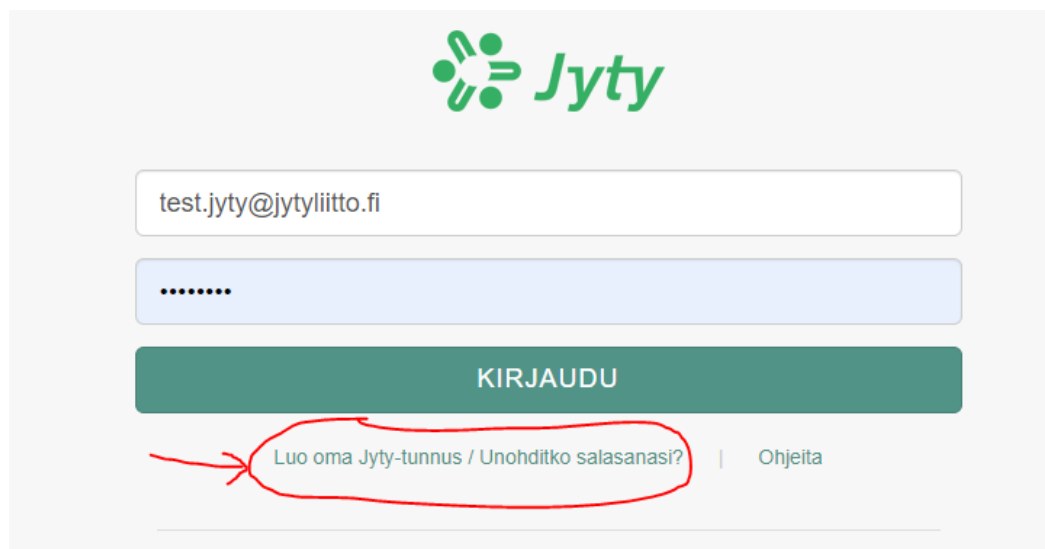 Jyty
test.jyty@jytyliitto.fi
••••••••
KIRJAUDU
Luo oma Jyty-tunnus / Unohditko salasanasi? | Ohjeita